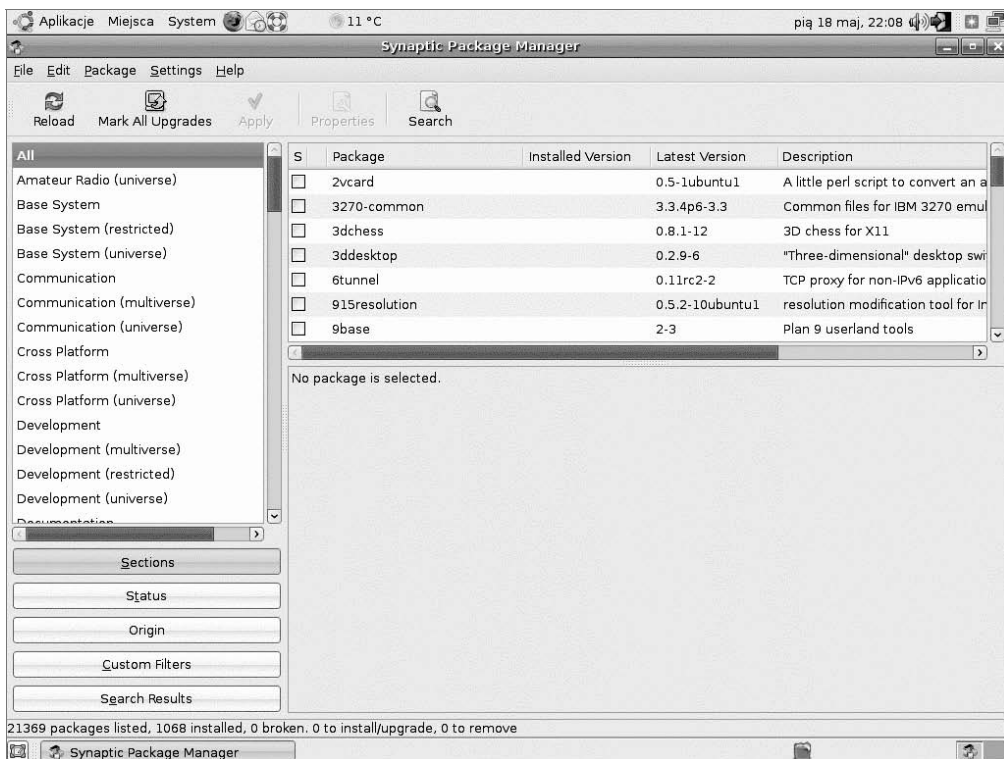 Aplikacje Miejsca System 11 °C pią 18 maj, 22:08
Synaptic Package Manager
File Edit Package Settings Help
Reload Mark All Upgrades Apply Properties Search
All
Amateur Radio (universe)
Base System
Base System (restricted)
Base System (universe)
Communication
Communication (multiverse)
Communication (universe)
Cross Platform
Cross Platform (multiverse)
Cross Platform (universe)
Development
Development (multiverse)
Development (restricted)
Development (universe)
Documentation
S Package Installed Version Latest Version Description
2vcard 0.5-1ubuntu1 A little perl script to convert an a
3270-common 3.3.4p6-3.3 Common files for IBM 3270 emul
3dchess 0.8.1-12 3D chess for X11
3ddesktop 0.2.9-6 "Three-dimensional" desktop swi
6tunnel 0.11rc2-2 TCP proxy for non-IPv6 applicatio
915resolution 0.5.2-10ubuntu1 resolution modification tool for In
9base 2-3 Plan 9 userland tools
No package is selected.
Sections
Status
Origin
Custom Filters
Search Results
21369 packages listed, 1068 installed, 0 broken. 0 to install/upgrade, 0 to remove
Synaptic Package Manager